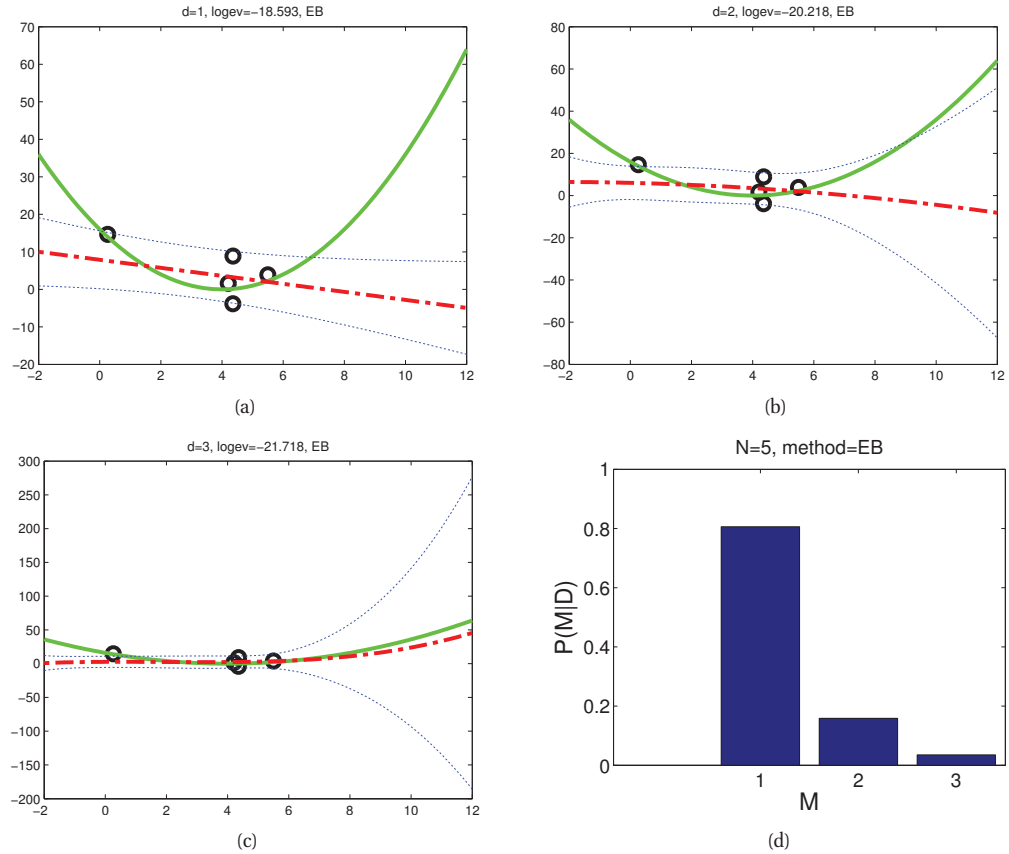 d=1, logev=−18.593, EB
70
60
50
40
30
20
10
0
−10
−20
−2 0 2 4 6 8 10 12
(a)
d=2, logev=−20.218, EB
80
60
40
20
0
−20
−40
−60
−80
−2 0 2 4 6 8 10 12
(b)
d=3, logev=−21.718, EB
300
250
200
150
100
50
0
−50
−100
−150
−200
−2 0 2 4 6 8 10 12
(c)
N=5, method=EB
1
0.8
0.6
0.4
0.2
0
P(M|D)
1 2 3
M
(d)